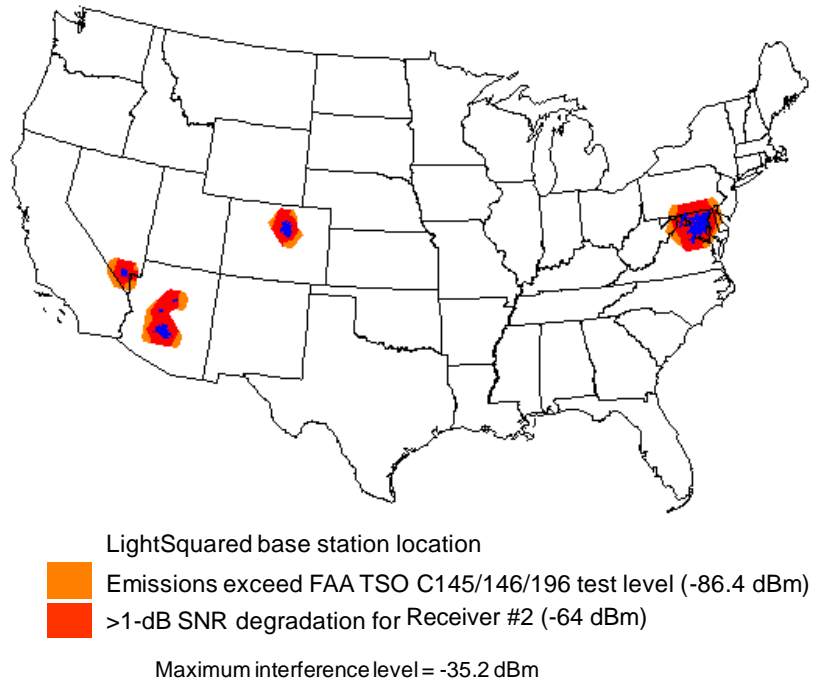 LightSquared base station location
Emissions exceed FAA TSO C145/146/196 test level (-86.4 dBm)
>1-dB SNR degradation for Receiver #2 (-64 dBm)
Maximum interference level = -35.2 dBm